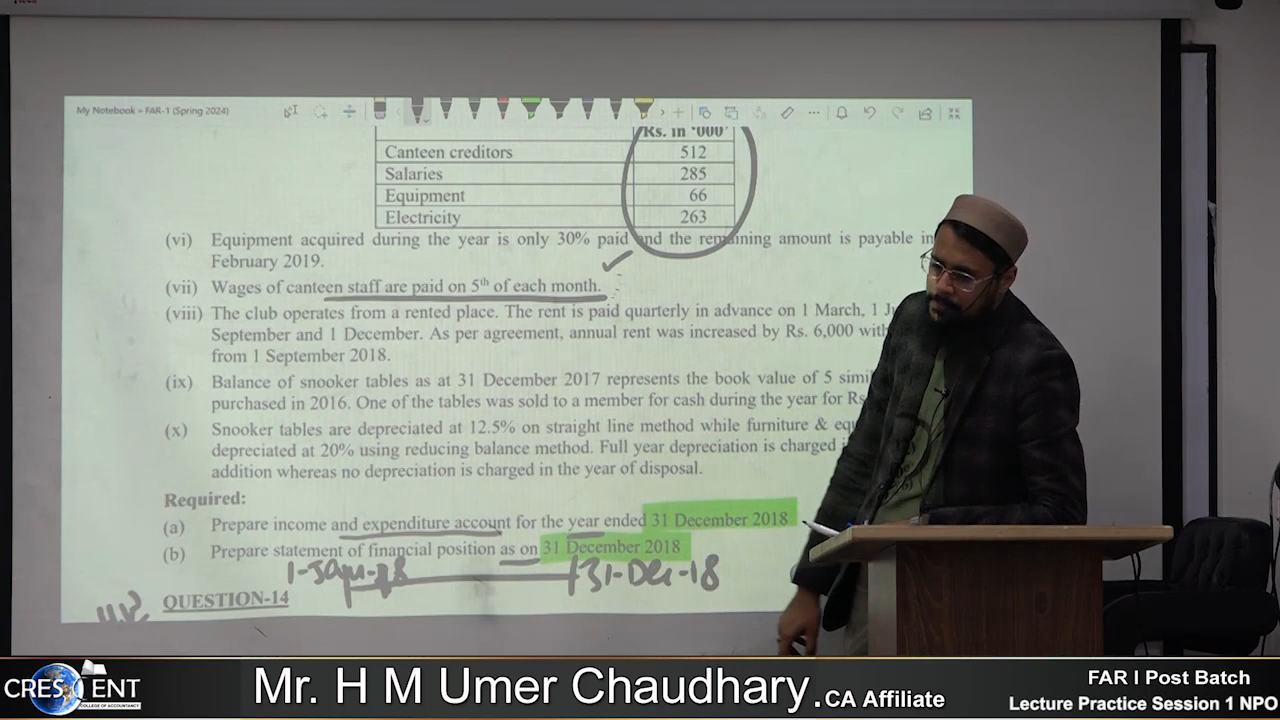 My Notebook » FAR-1 (Spring 2024)
Rs. in ‘000’
Canteen creditors 512
Salaries 285
Equipment 66
Electricity 263
(vi) Equipment acquired during the year is only 30% paid and the remaining amount is payable in
February 2019.
(vii) Wages of canteen staff are paid on 5th of each month.
(viii) The club operates from a rented place. The rent is paid quarterly in advance on 1 March, 1
September and 1 December. As per agreement, annual rent was increased by Rs. 6,000
from 1 September 2018.
(ix) Balance of snooker tables as at 31 December 2017 represents the book value of 5
purchased in 2016. One of the tables was sold to a member for cash during the year for
(x) Snooker tables are depreciated at 12.5% on straight line method while furniture &
depreciated at 20% using reducing balance method. Full year depreciation is charged
addition whereas no depreciation is charged in the year of disposal.
Required:
(a) Prepare income and expenditure account for the year ended 31 December 2018
(b) Prepare statement of financial position as on 31 December 2018
31-Dec-18
QUESTION-14
CRESCENT
COLLEGE OF ACCOUNTANCY
Mr. H M Umer Chaudhary .CA Affiliate
FAR I Post Batch
Lecture Practice Session 1 NPO